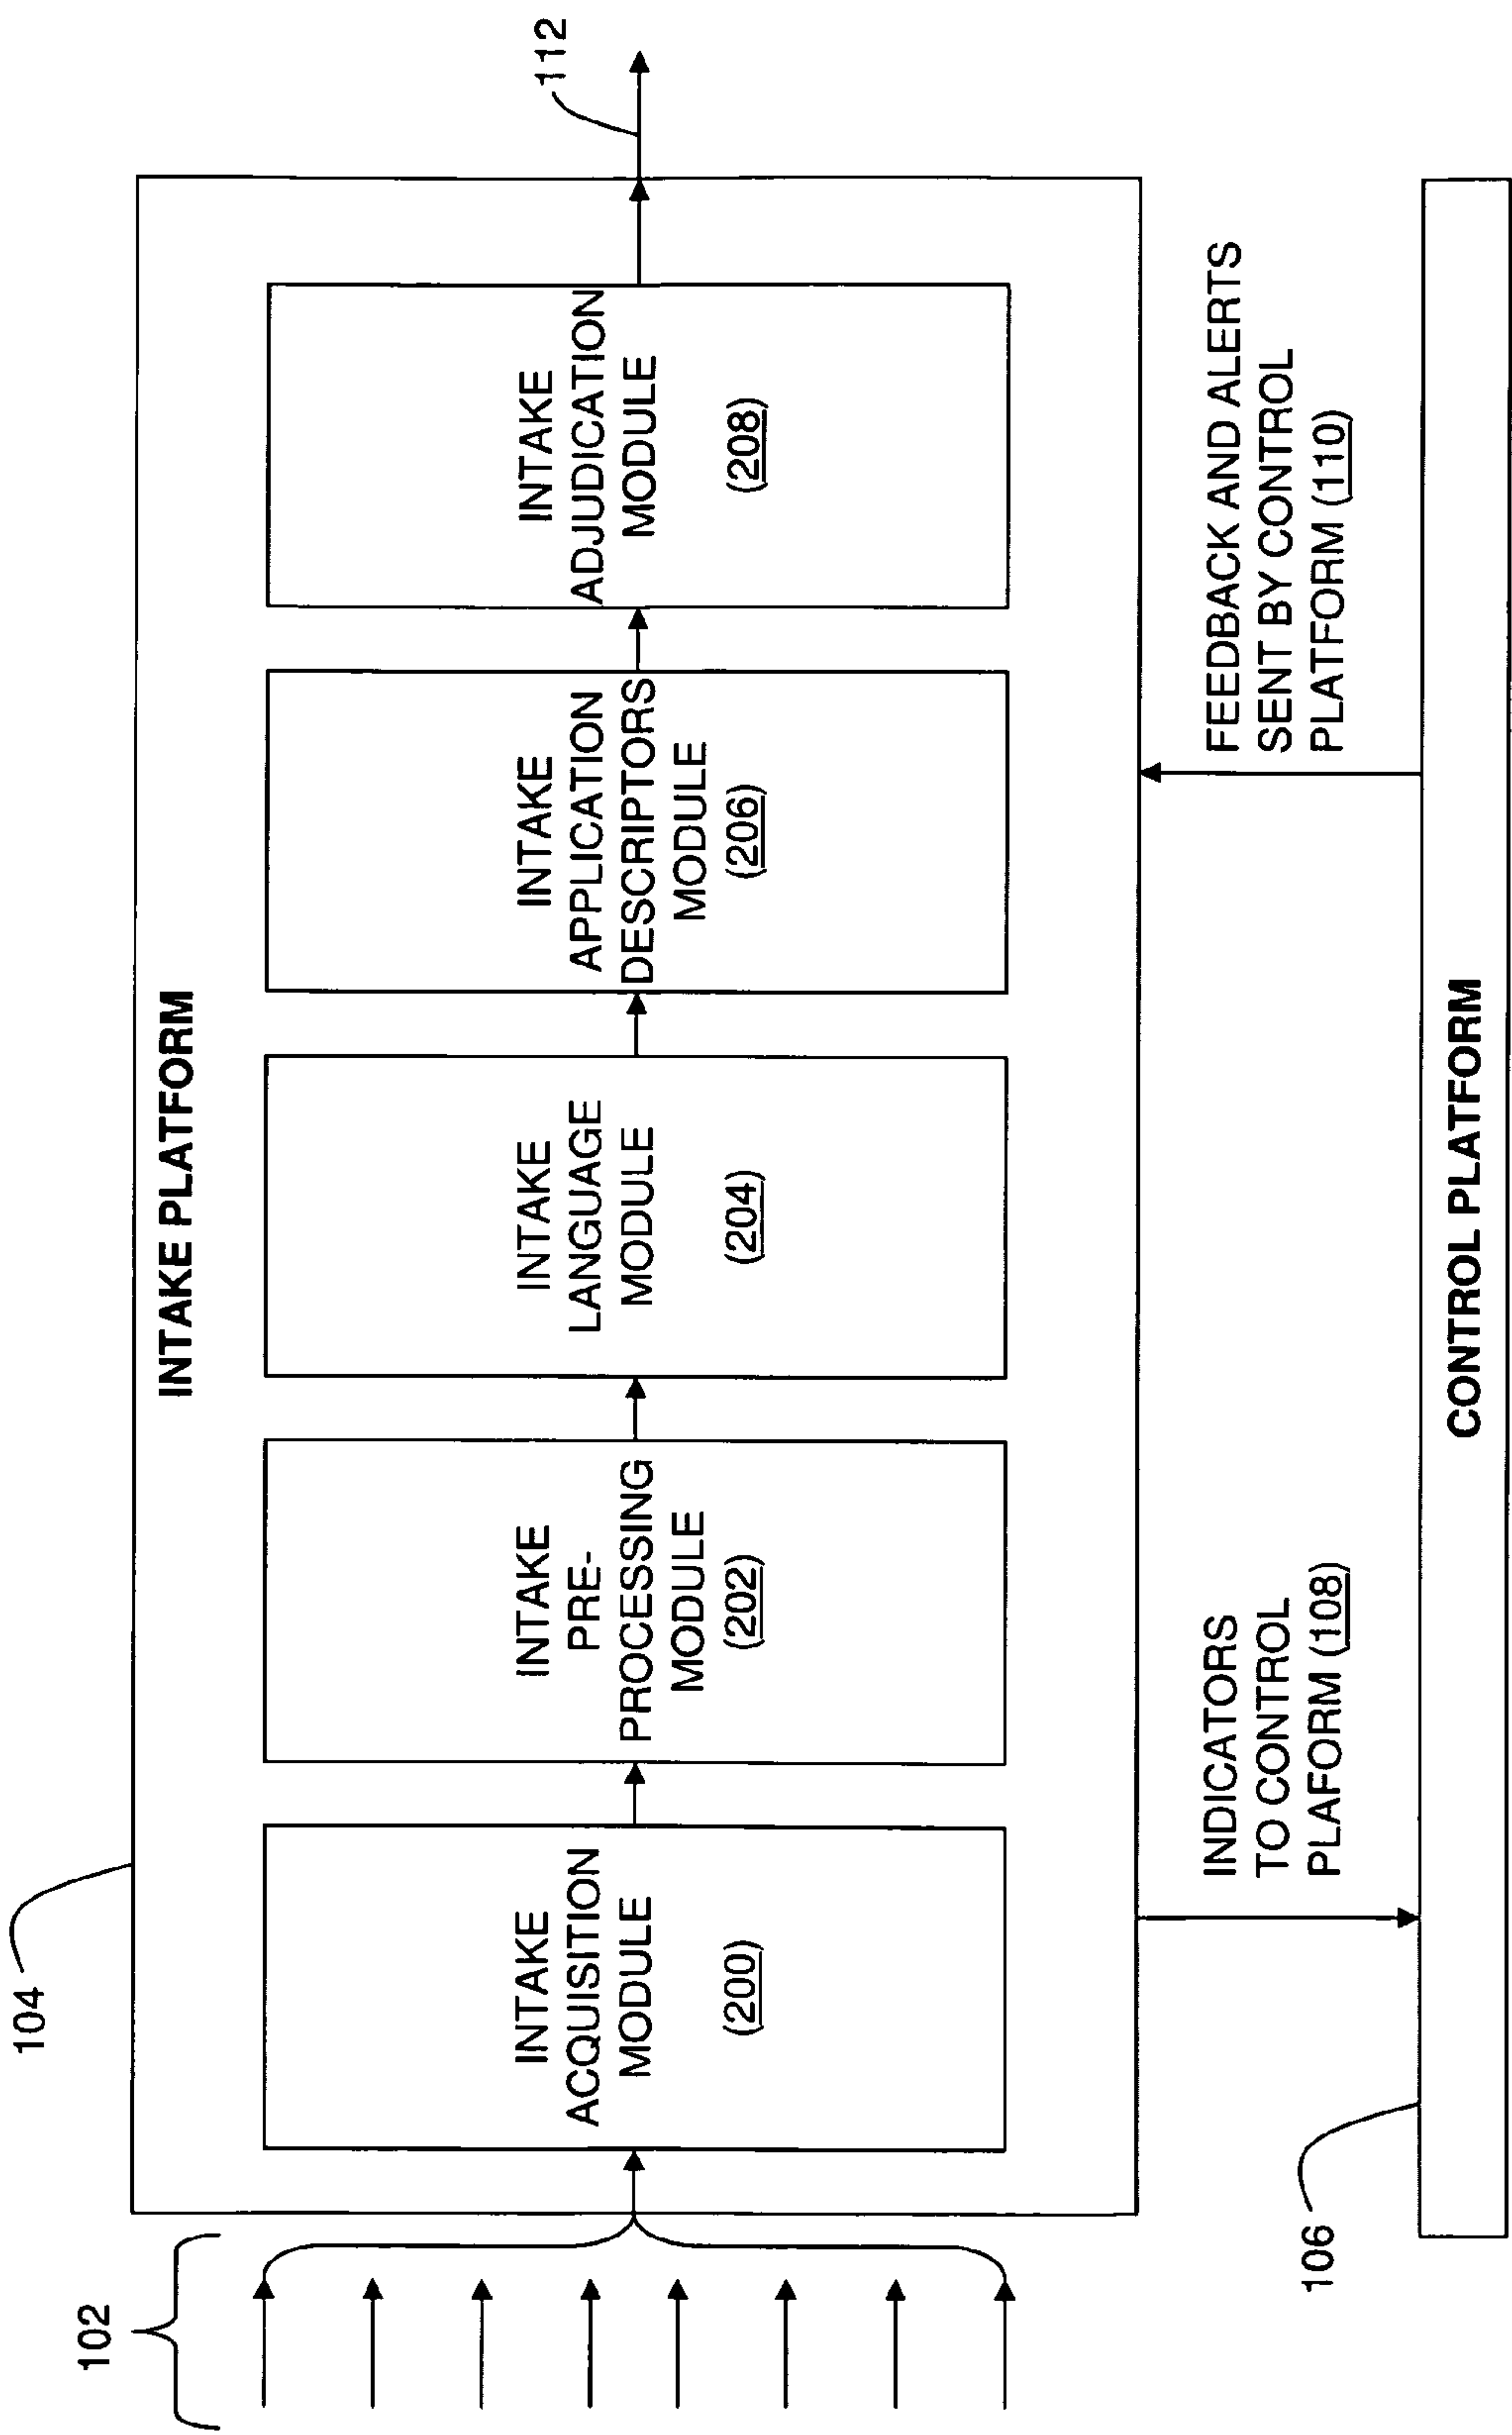 102
104
INTAKE PLATFORM
INTAKE
ACQUISITION
MODULE
(200)
INTAKE
PRE-
PROCESSING
MODULE
(202)
INTAKE
LANGUAGE
MODULE
(204)
INTAKE
APPLICATION
DESCRIPTORS
MODULE
(206)
INTAKE
ADJUDICATION
MODULE
(208)
112
INDICATORS
TO CONTROL
PLAFORM (108)
FEEDBACK AND ALERTS
SENT BY CONTROL
PLATFORM (110)
106
CONTROL PLATFORM